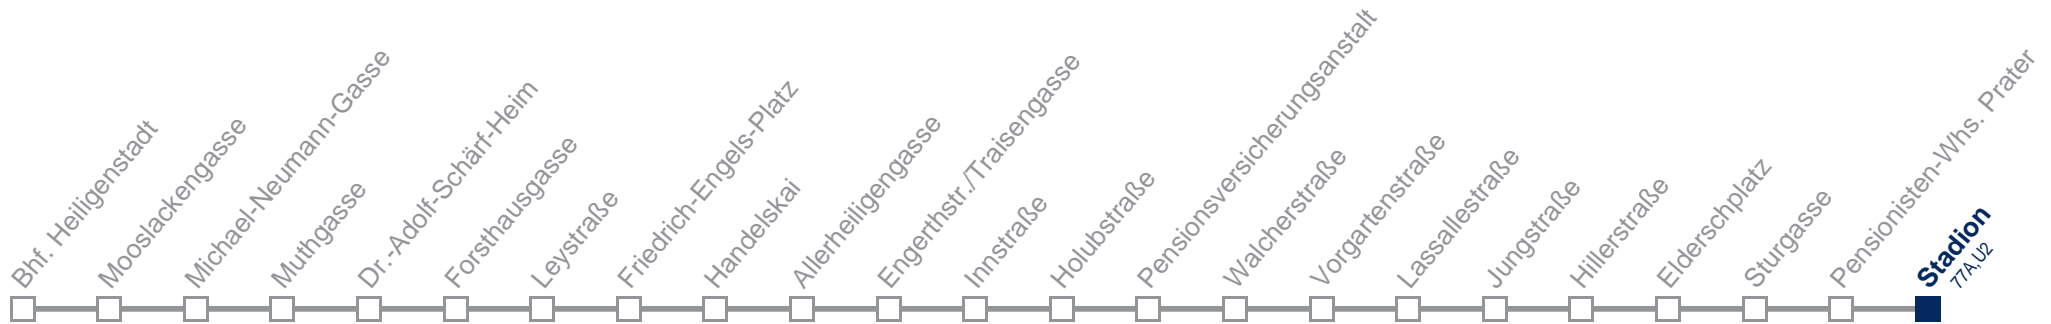 Bhf. Heiligenstadt
Mooslackengasse
Michael-Neumann-Gasse
Muthgasse
Dr.-Adolf-Schärf-Heim
Forsthausgasse
Leystraße
Friedrich-Engels-Platz
Handelskai
Allerheiligengasse
Engerthstr./Traisengasse
Innstraße
Holubstraße
Pensionsversicherungsanstalt
Walcherstraße
Vorgartenstraße
Lassallestraße
Jungstraße
Hillerstraße
Elderschplatz
Sturgasse
Pensionisten-Whs. Prater
Stadion
77A,U2